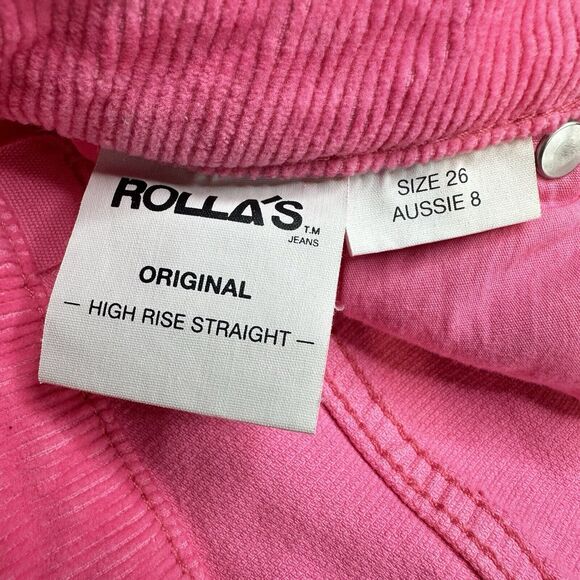 ROLLA'S T.M
JEANS
ORIGINAL
— HIGH RISE STRAIGHT —
SIZE 26
AUSSIE 8